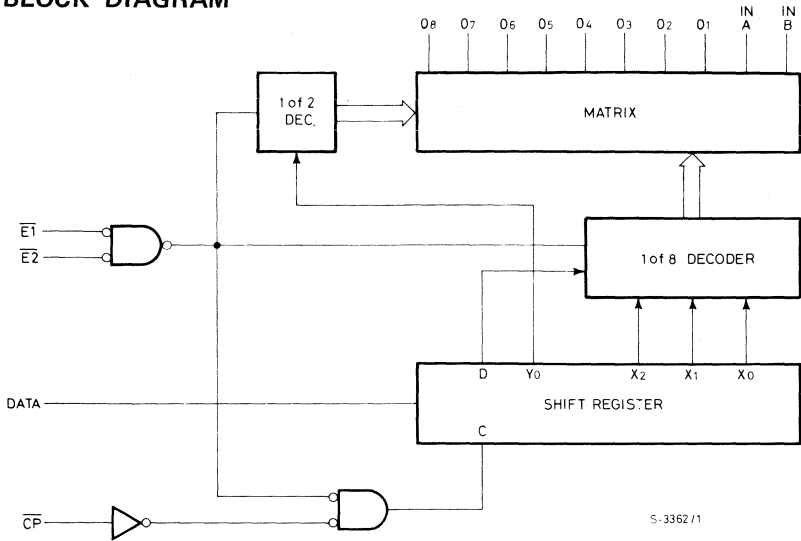 BLOCK DIAGRAM
O8 O7 O6 O5 O4 O3 O2 O1 IN A IN B
1 of 2 DEC.
MATRIX
E1
E2
1 of 8 DECODER
D Y0 X2 X1 X0
DATA
SHIFT REGISTER
C
CP
S-3362/1